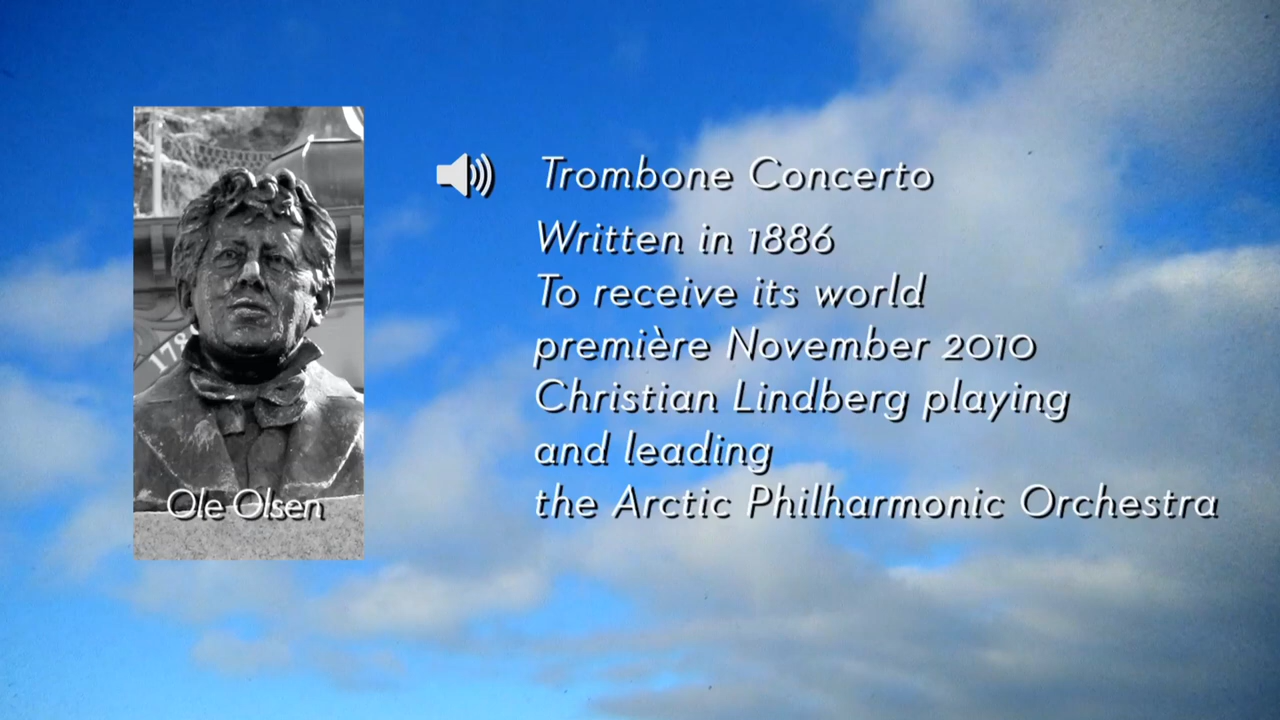 Trombone Concerto
Written in 1886
To receive its world
première November 2010
Christian Lindberg playing
and leading
the Arctic Philharmonic Orchestra
Ole Olsen
178